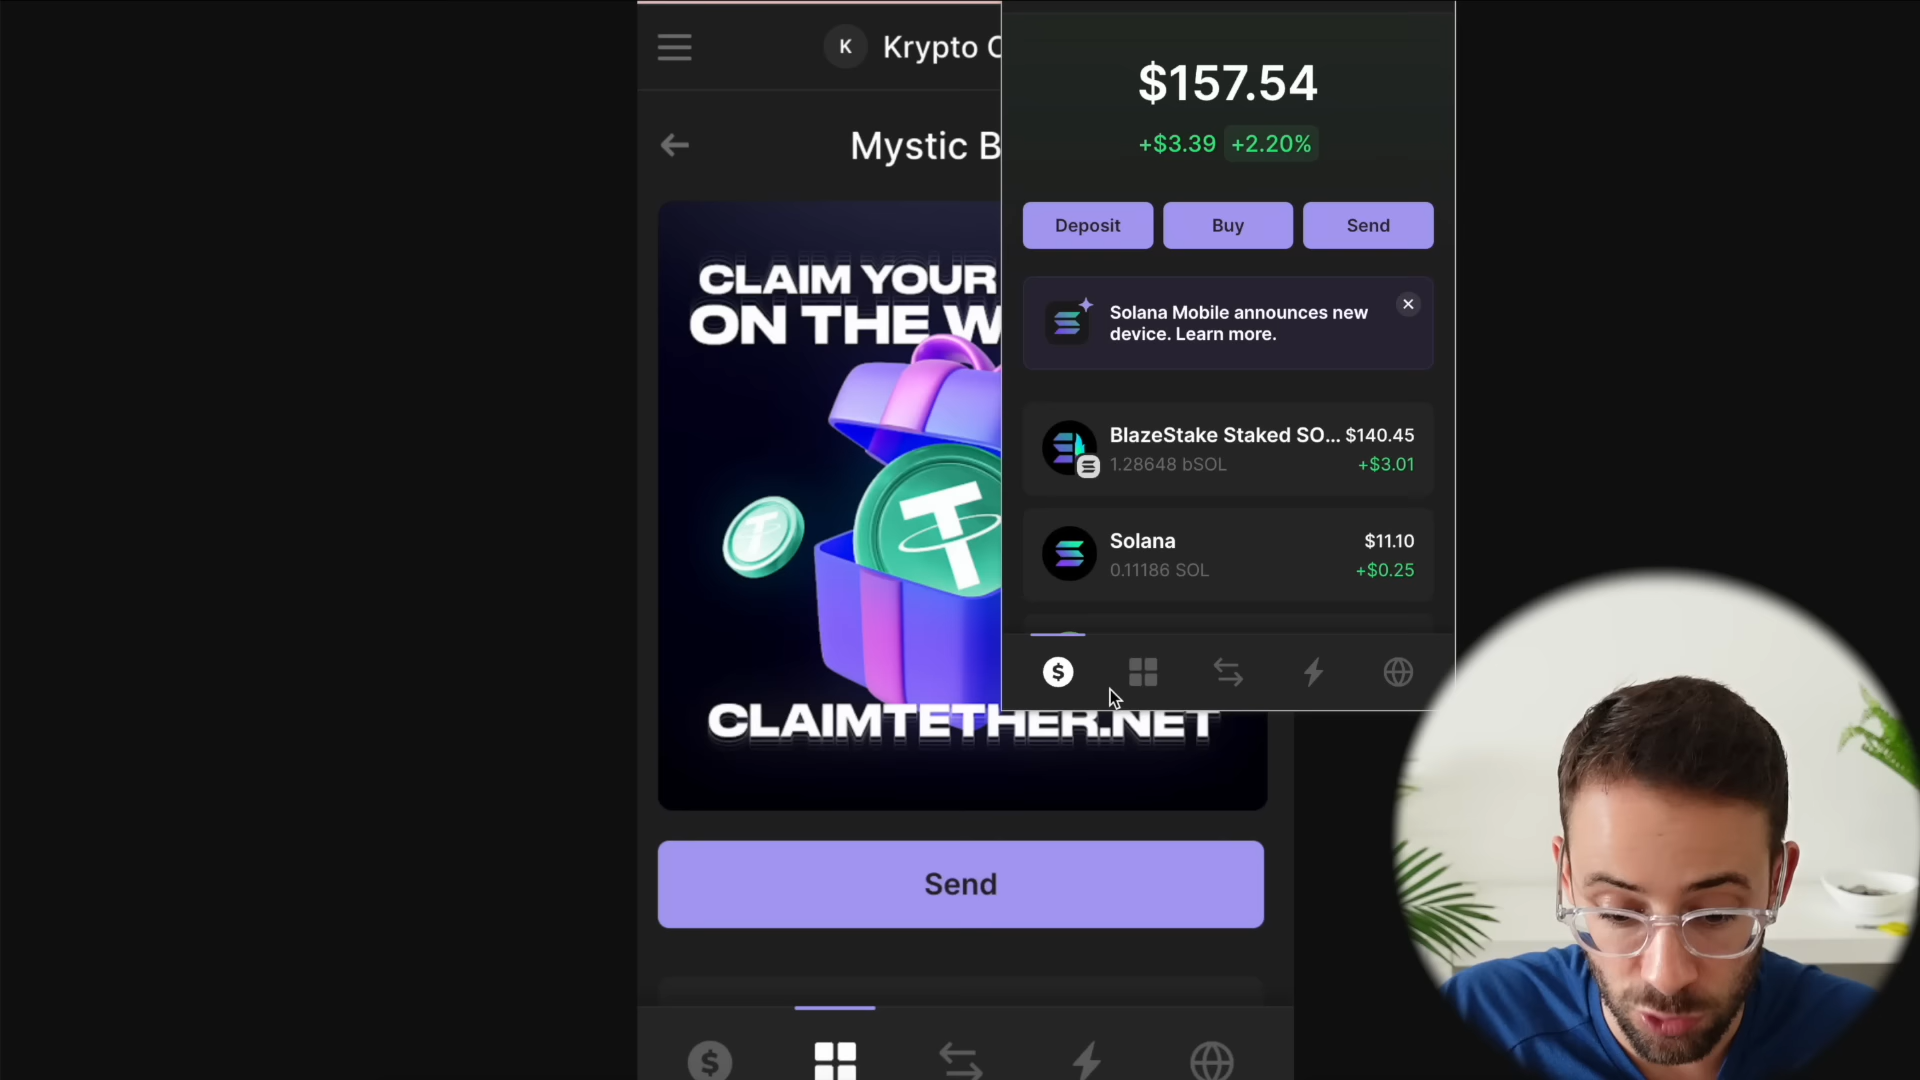 K Krypto C
Mystic B
CLAIM YOUR
ON THE W
CLAIMTETHER.NET
Send
$157.54
+$3.39 +2.20%
Deposit Buy Send
Solana Mobile announces new
device. Learn more.
BlazeStake Staked SO... $140.45
1.28648 bSOL +$3.01
Solana $11.10
0.11186 SOL +$0.25